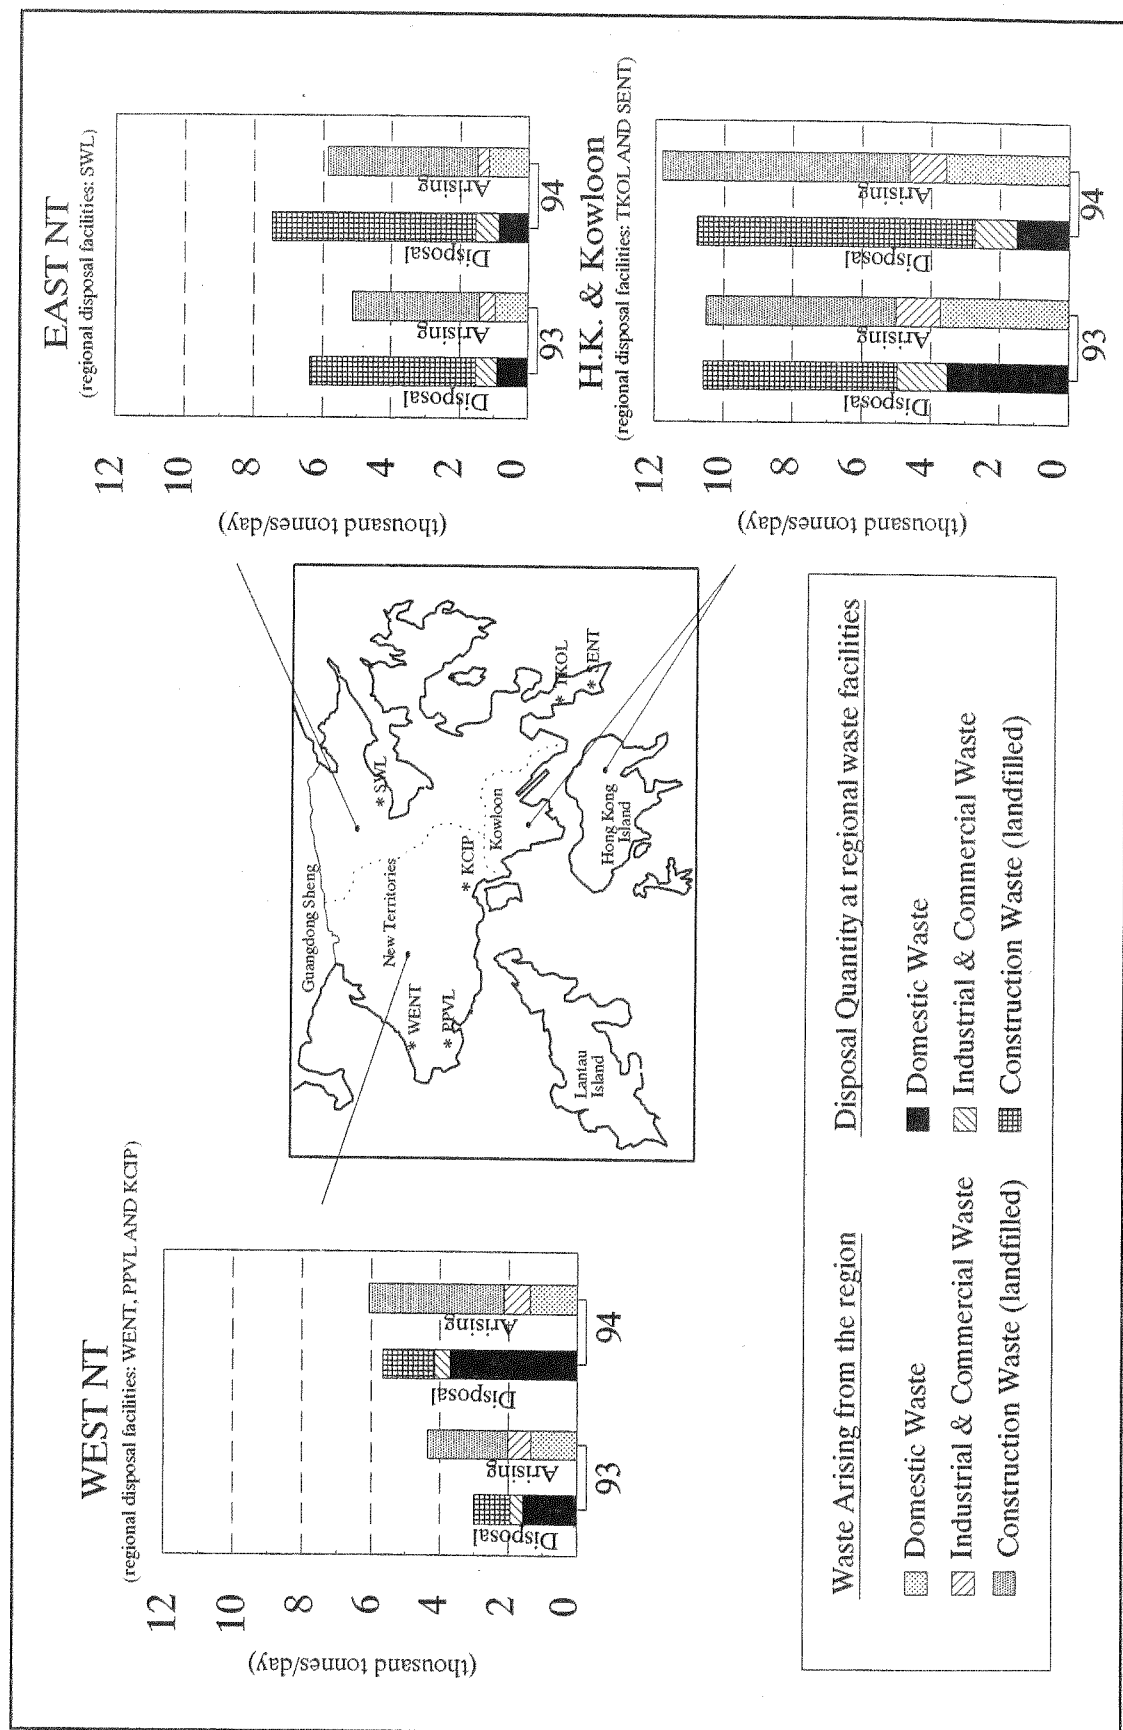 WEST NT
(regional disposal facilities: WENT, PPVL AND KCIP)
(thousand tonnes/day)
12
10
8
6
4
2
0
Disposal
Arising
Disposal
Arising
93
94
EAST NT
(regional disposal facilities: SWL)
(thousand tonnes/day)
12
10
8
6
4
2
0
Disposal
Arising
Disposal
Arising
93
94
Guangdong Sheng
New Territories
* SWL
* WENT
* PPVL
* KCIP
Kowloon
* TKOL
* SENT
Lantau
Island
Hong Kong
Island
H.K. & Kowloon
(regional disposal facilities: TKOL AND SENT)
(thousand tonnes/day)
12
10
8
6
4
2
0
Disposal
Arising
Disposal
Arising
93
94
Waste Arising from the region
Domestic Waste
Industrial & Commercial Waste
Construction Waste (landfilled)
Disposal Quantity at regional waste facilities
Domestic Waste
Industrial & Commercial Waste
Construction Waste (landfilled)